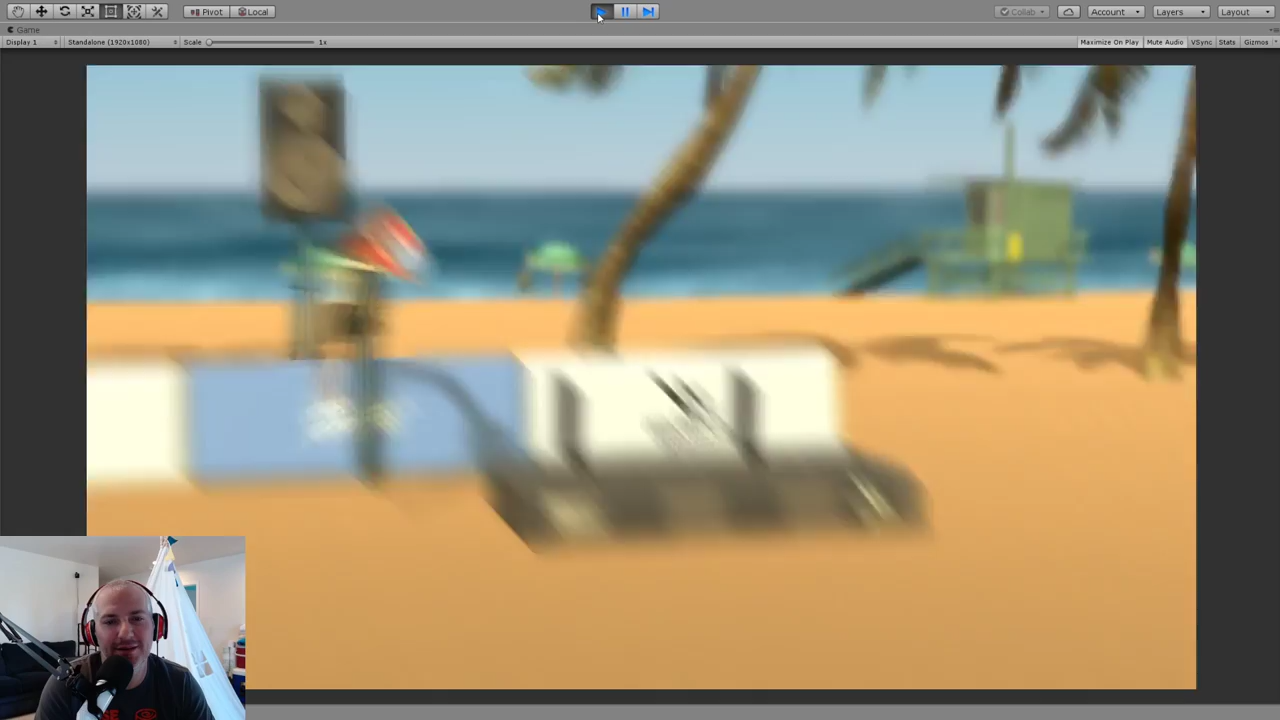 Pivot Local Collab Account Layers Layout
Game
Display 1 Standalone (1920x1080) Scale 1x Maximize On Play Mute Audio VSync Stats Gizmos